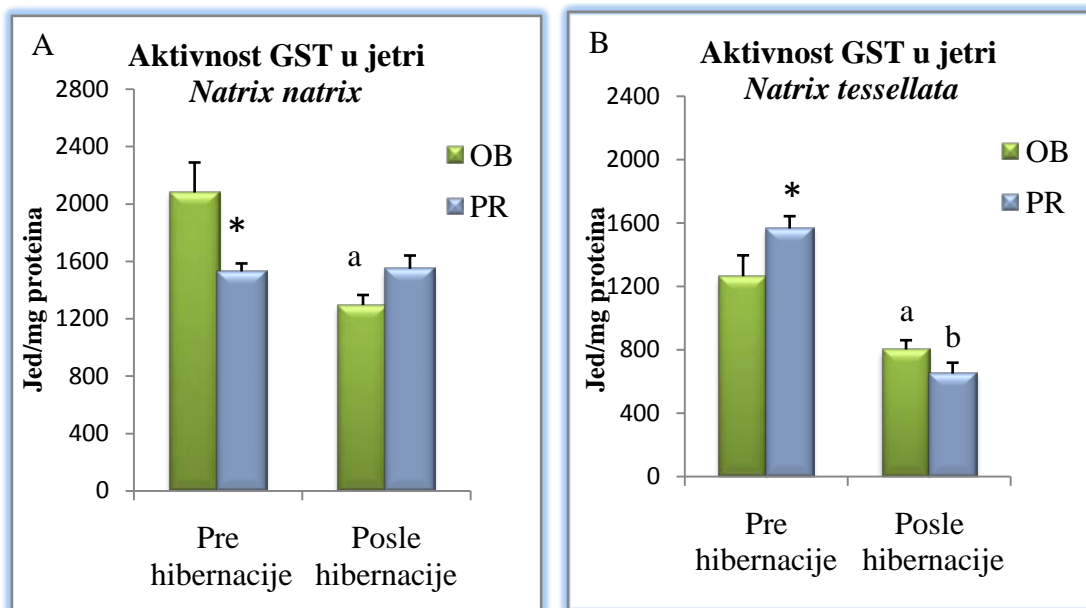 A
Aktivnost GST u jetri
Natrix natrix
2800
2400
2000
1600
1200
800
400
0
Jed/mg proteina
OB
PR
*
a
Pre
hibernacije
Posle
hibernacije
B
Aktivnost GST u jetri
Natrix tessellata
2400
2000
1600
1200
800
400
0
Jed/mg proteina
OB
PR
*
a
b
Pre
hibernacije
Posle
hibernacije